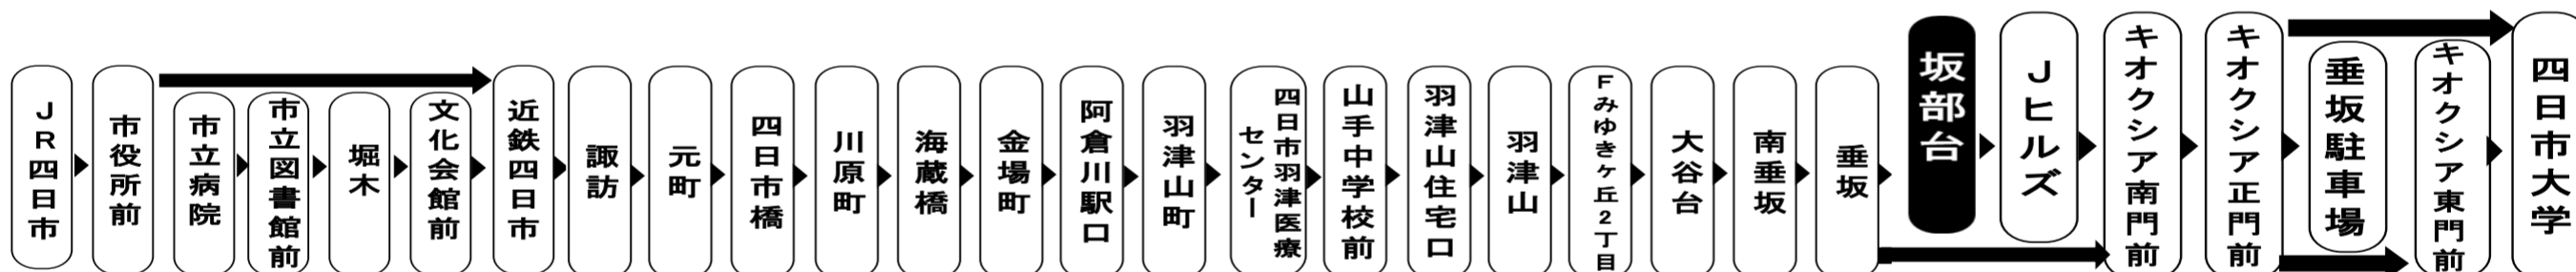 JR四日市
市役所前
市立病院
市立図書館前
堀木
文化会館前
近鉄四日市
諏訪
元町
四日市橋
川原町
海蔵橋
金場町
阿倉川駅口
羽津山町
四日市羽津医療
センター
山手中学校前
羽津山住宅口
羽津山
Fみゆきヶ丘2丁目
大谷台
南垂坂
垂坂
坂部台
Jヒルズ
キオクシア南門前
キオクシア正門前
垂坂駐車場
キオクシア東門前
四日市大学